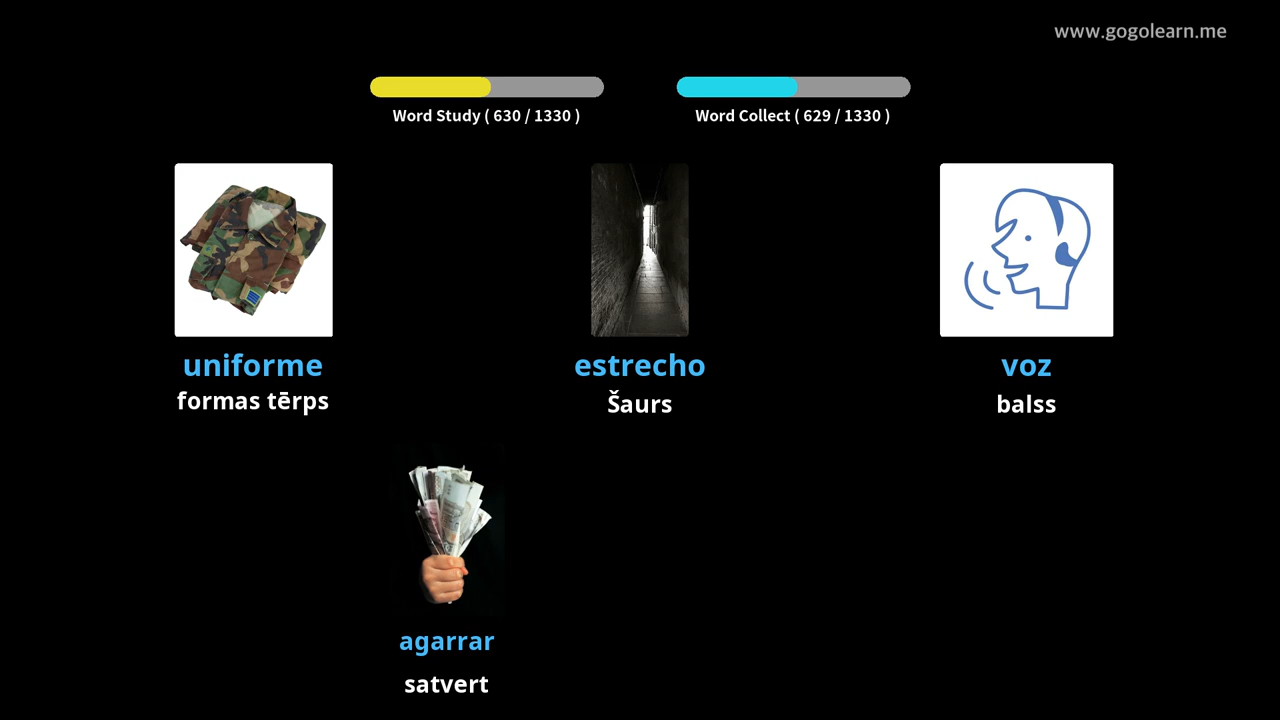 www.gogolearn.me
Word Study ( 630 / 1330 )
Word Collect ( 629 / 1330 )
uniforme
formas tērps
estrecho
Šaurs
voz
balss
agarrar
satvert